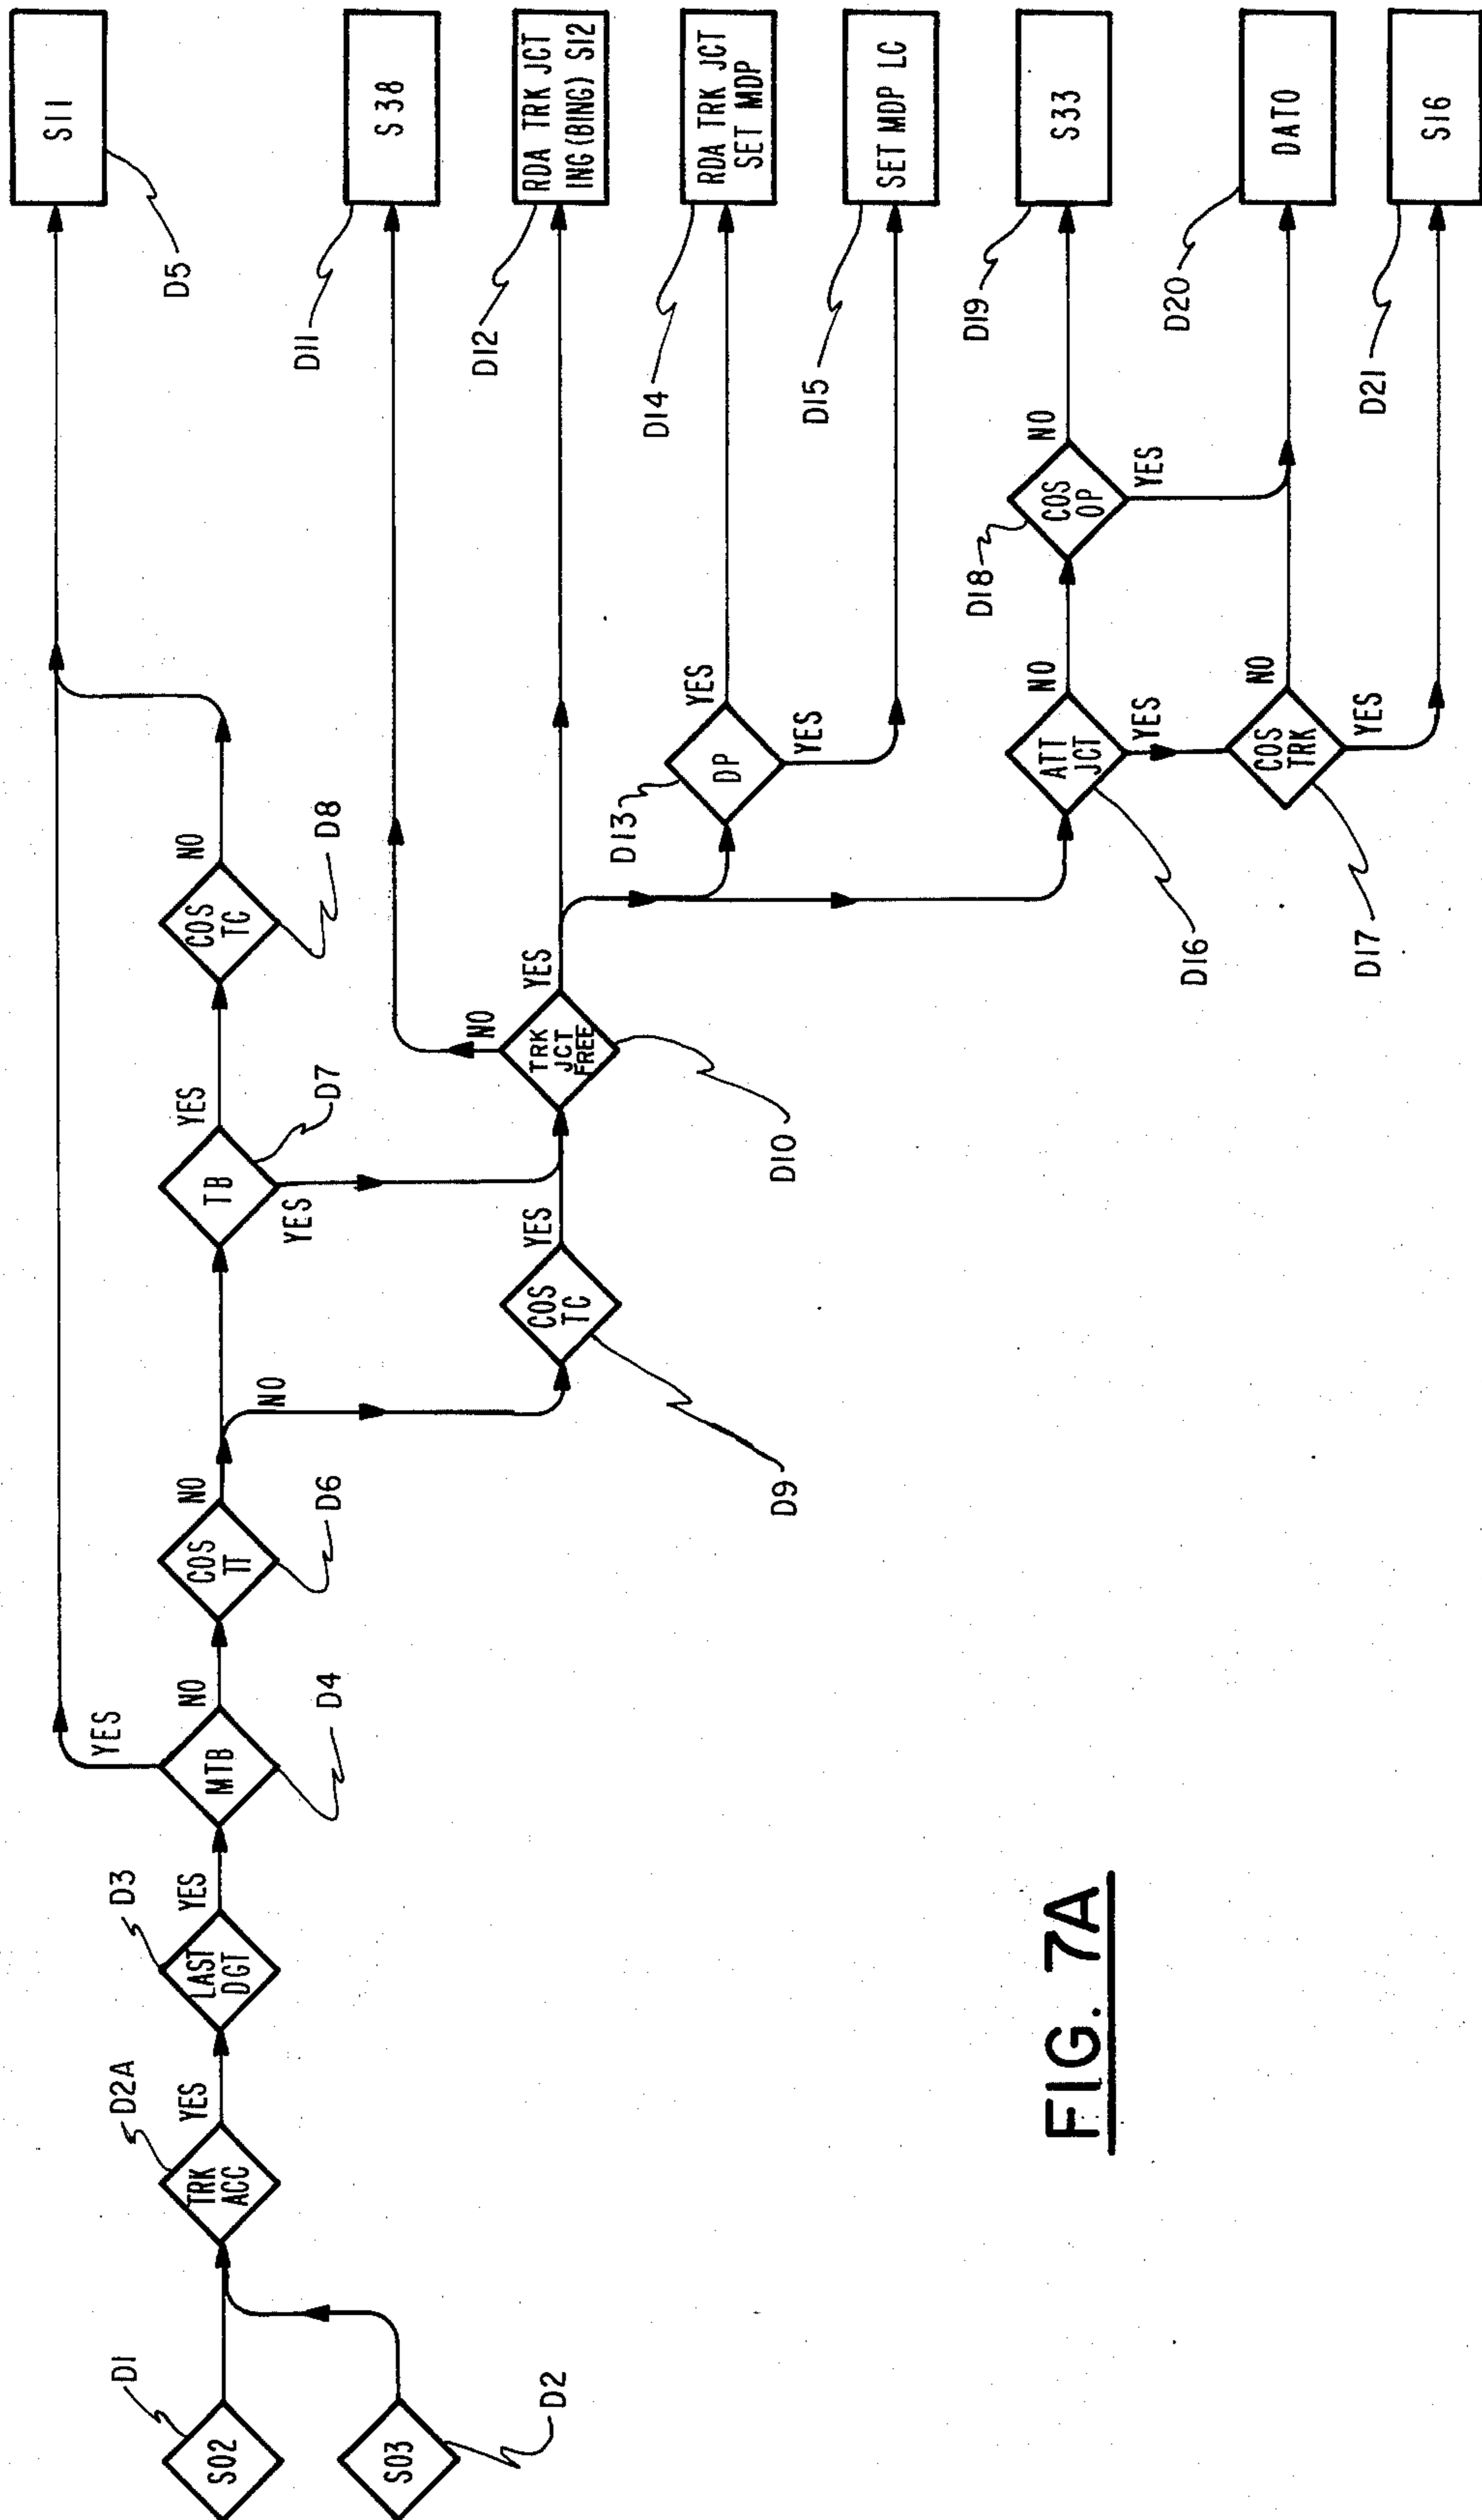 S11
D5
S38
D11
RDA TRK JCT
ING(BING) S12
D12
RDA TRK JCT
SET MDP
D14
SET MDP LC
D15
S33
D19
DATO
D20
S16
D21
S02
D1
S03
D2
TRK
ACC
D2A
YES
LAST
DGT
D3
YES
MTB
D4
YES
NO
COS
TT
D6
NO
NO
TB
D7
YES
YES
COS
TC
D8
NO
COS
TC
D9
YES
TRK
JCT
FREE
D10
NO
YES
DP
D13
YES
YES
ATT
JCT
D16
NO
YES
COS
TRK
D17
NO
YES
COS
OP
D18
NO
YES
FIG. 7A